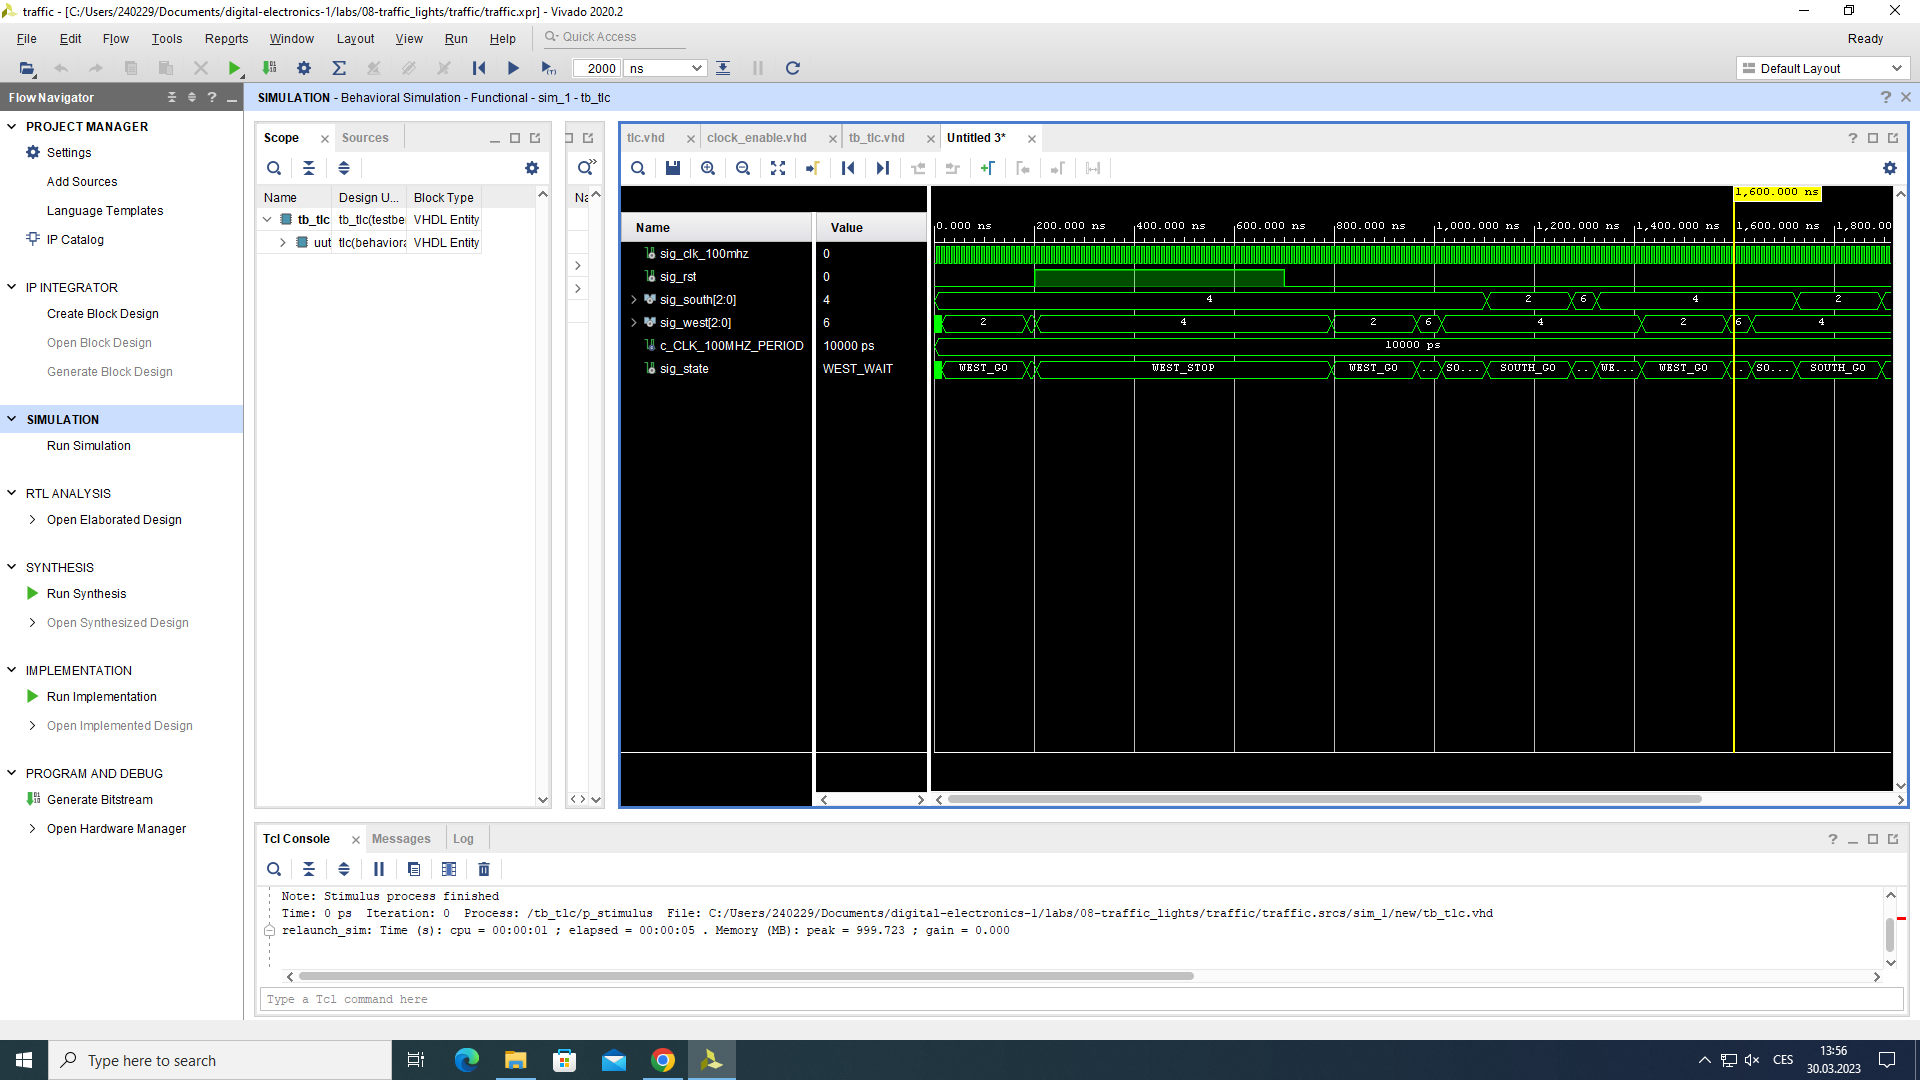 traffic - [C:/Users/240229/Documents/digital-electronics-1/labs/08-traffic_lights/traffic/traffic.xpr] - Vivado 2020.2
File Edit Flow Tools Reports Window Layout View Run Help Quick Access Ready
2000 ns Default Layout
Flow Navigator
SIMULATION - Behavioral Simulation - Functional - sim_1 - tb_tlc
PROJECT MANAGER
Settings
Add Sources
Language Templates
IP Catalog
IP INTEGRATOR
Create Block Design
Open Block Design
Generate Block Design
SIMULATION
Run Simulation
RTL ANALYSIS
Open Elaborated Design
SYNTHESIS
Run Synthesis
Open Synthesized Design
IMPLEMENTATION
Run Implementation
Open Implemented Design
PROGRAM AND DEBUG
Generate Bitstream
Open Hardware Manager
Scope Sources
Name Design U... Block Type
tb_tlc tb_tlc(testbe VHDL Entity
uut tlc(behaviora VHDL Entity
Na
tlc.vhd clock_enable.vhd tb_tlc.vhd Untitled 3*
1,600.000 ns
Name Value 0.000 ns 200.000 ns 400.000 ns 600.000 ns 800.000 ns 1,000.000 ns 1,200.000 ns 1,400.000 ns 1,600.000 ns 1,800.00
sig_clk_100mhz 0
sig_rst 0
sig_south[2:0] 4 4 2 6 4 2
sig_west[2:0] 6 2 4 2 6 4 2 6 4
c_CLK_100MHZ_PERIOD 10000 ps 10000 ps
sig_state WEST_WAIT WEST_GO WEST_STOP WEST_GO .. SO... SOUTH_GO .. WE... WEST_GO . SO... SOUTH_GO
Tcl Console Messages Log
Note: Stimulus process finished
Time: 0 ps Iteration: 0 Process: /tb_tlc/p_stimulus File: C:/Users/240229/Documents/digital-electronics-1/labs/08-traffic_lights/traffic/traffic.srcs/sim_1/new/tb_tlc.vhd
relaunch_sim: Time (s): cpu = 00:00:01 ; elapsed = 00:00:05 . Memory (MB): peak = 999.723 ; gain = 0.000
Type a Tcl command here
Type here to search
CES
13:56
30.03.2023